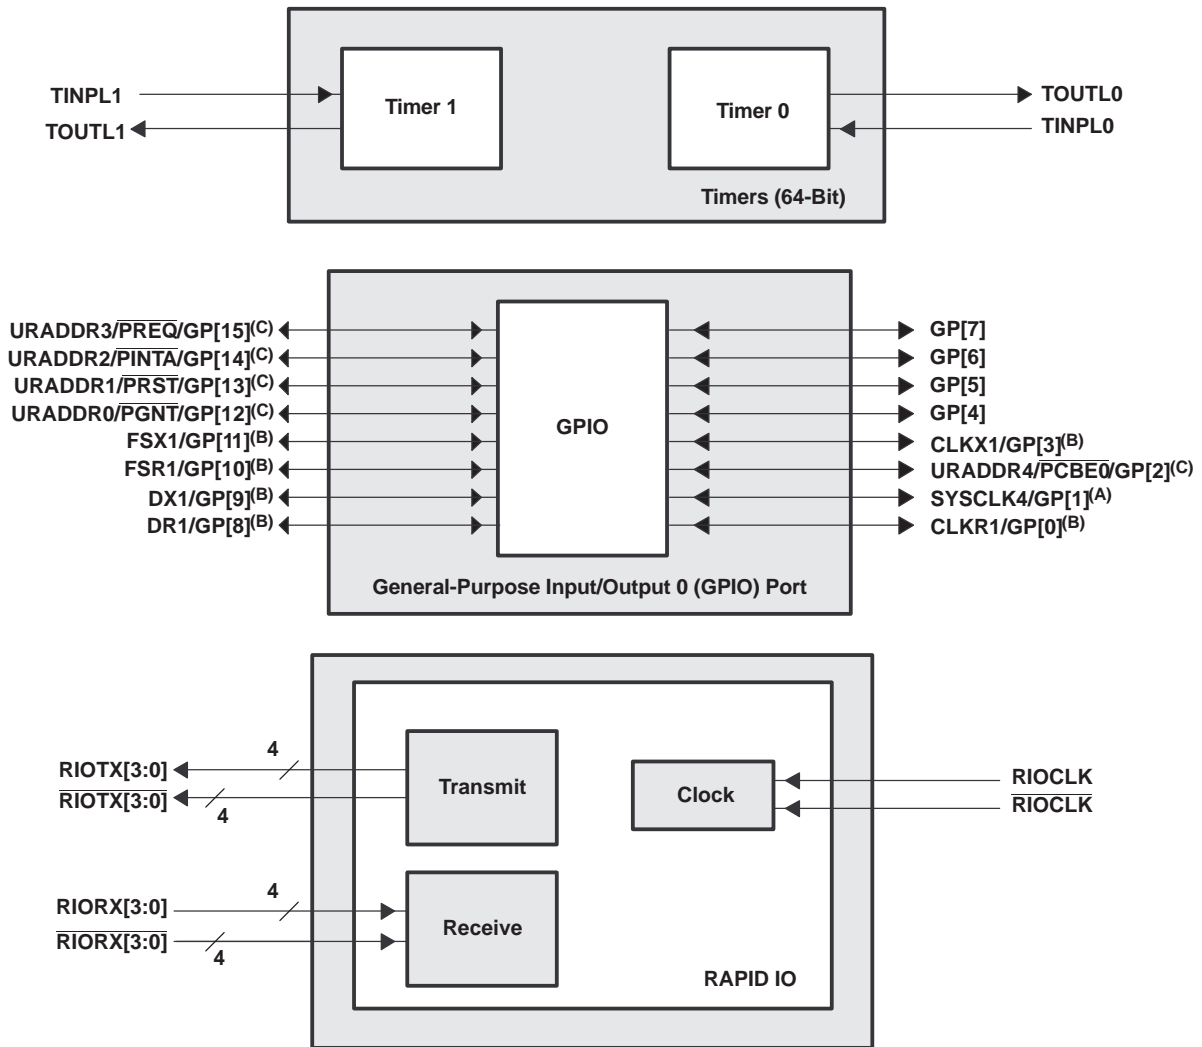 TINPL1
TOUTL1
Timer 1
Timer 0
TOUTL0
TINPL0
Timers (64-Bit)
URADDR3/PREQ/GP[15](C)
URADDR2/PINTA/GP[14](C)
URADDR1/PRST/GP[13](C)
URADDR0/PGNT/GP[12](C)
FSX1/GP[11](B)
FSR1/GP[10](B)
DX1/GP[9](B)
DR1/GP[8](B)
GPIO
GP[7]
GP[6]
GP[5]
GP[4]
CLKX1/GP[3](B)
URADDR4/PCBE0/GP[2](C)
SYSCLK4/GP[1](A)
CLKR1/GP[0](B)
General-Purpose Input/Output 0 (GPIO) Port
RIOTX[3:0]
4
RIOTX[3:0]
4
Transmit
Clock
RIOCLK
RIOCLK
RIORX[3:0]
4
RIORX[3:0]
4
Receive
RAPID IO